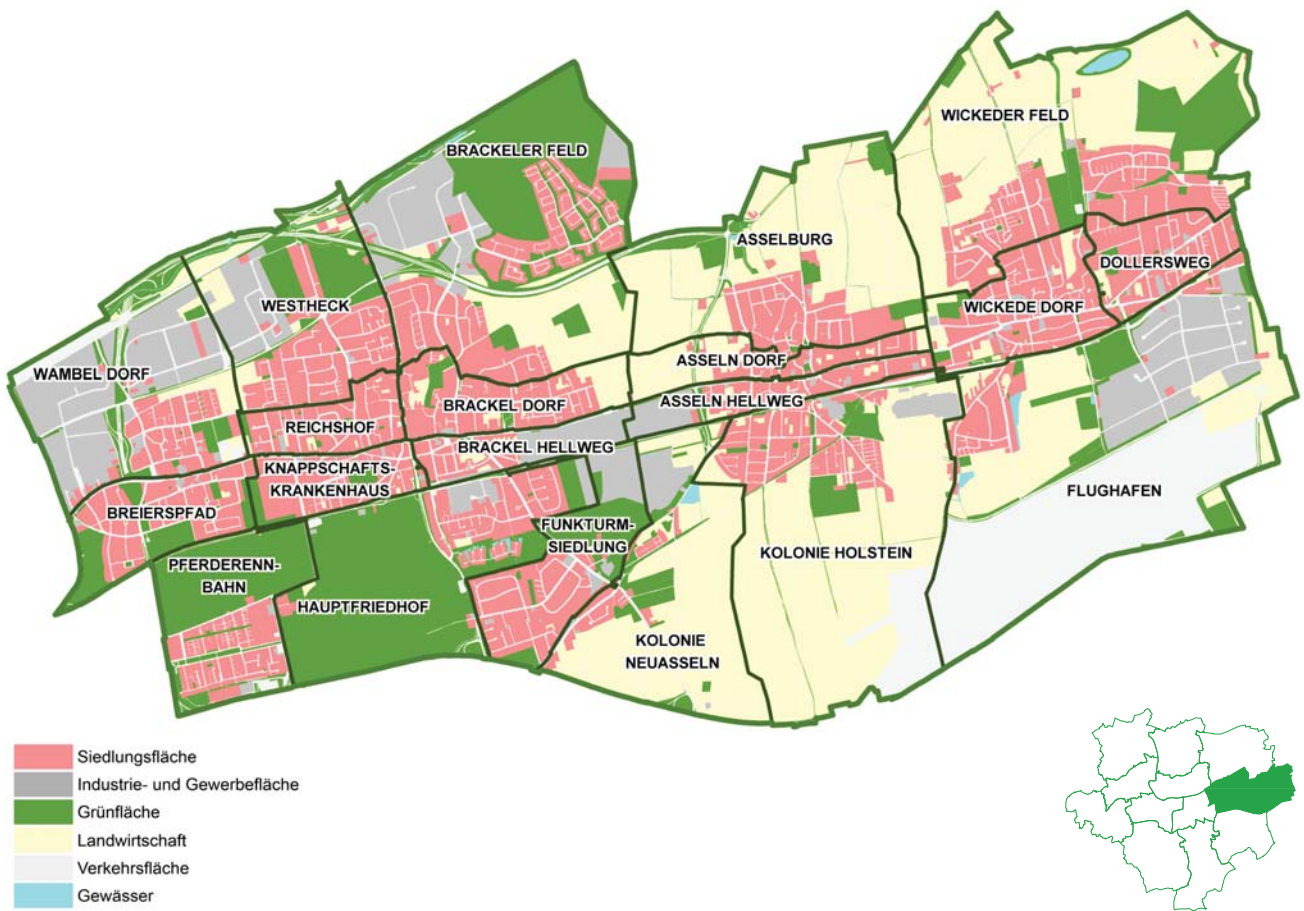 WICKEDER FELD
BRACKELER FELD
ASSELBURG
DOLLERSWEG
WESTHECK
WICKEDE DORF
ASSELN DORF
WAMBEL DORF
ASSELN HELLWEG
BRACKEL DORF
REICHSHOF
BRACKEL HELLWEG
KNAPPSCHAFTS-
KRANKENHAUS
FLUGHAFEN
BREIERSPFAD
FUNKTURM-
SIEDLUNG
KOLONIE HOLSTEIN
PFERDERENN-
BAHN
HAUPTFRIEDHOF
KOLONIE
NEUASSELN
Siedlungsfläche
Industrie- und Gewerbefläche
Grünfläche
Landwirtschaft
Verkehrsfläche
Gewässer